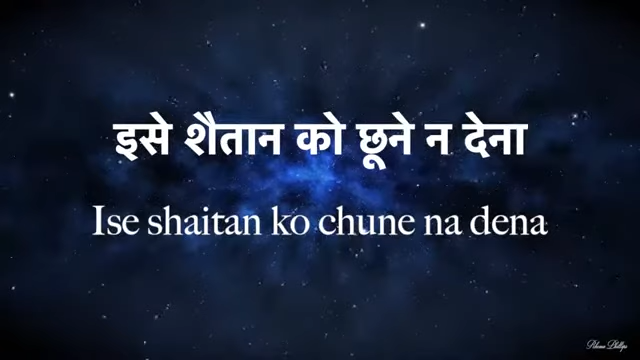 इसे शैतान को छूने न देना
Ise shaitan ko chune na dena